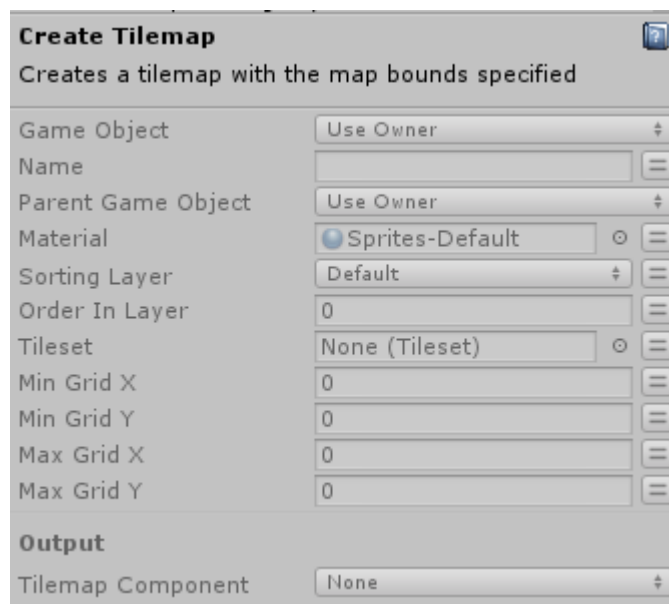 Create Tilemap
Creates a tilemap with the map bounds specified
Game Object Use Owner
Name
Parent Game Object Use Owner
Material Sprites-Default
Sorting Layer Default
Order In Layer 0
Tileset None (Tileset)
Min Grid X 0
Min Grid Y 0
Max Grid X 0
Max Grid Y 0
Output
Tilemap Component None